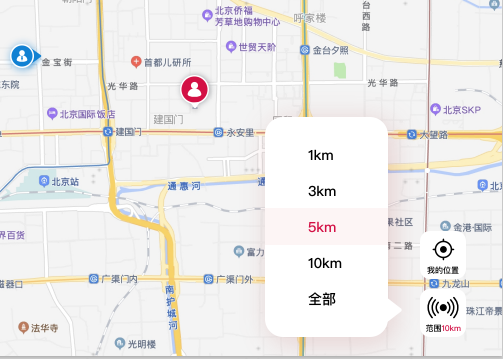 北京侨福
芳草地购物中心
呼家楼
台
西
路
世贸天阶
金台夕照
金宝街
首都儿研所
东院
光华路
光华路
北京国际饭店
建国门
北京SKP
建国门
永安里
大望路
1km
北京站
通惠河
3km
北
5km
果社区
金港·国际
界百货
富力
二路
10km
我的位置
广渠门内
广渠门外
九龙山
磁器口
南
护
城
河
全部
珠江帝景
范围10km
法华寺
光明楼